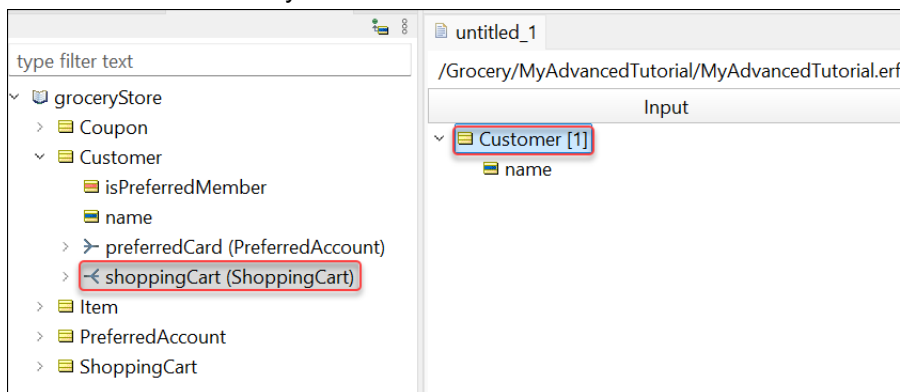 type filter text
groceryStore
Coupon
Customer
isPreferredMember
name
preferredCard (PreferredAccount)
shoppingCart (ShoppingCart)
Item
PreferredAccount
ShoppingCart
untitled_1
/Grocery/MyAdvancedTutorial/MyAdvancedTutorial.erf
Input
Customer [1]
name